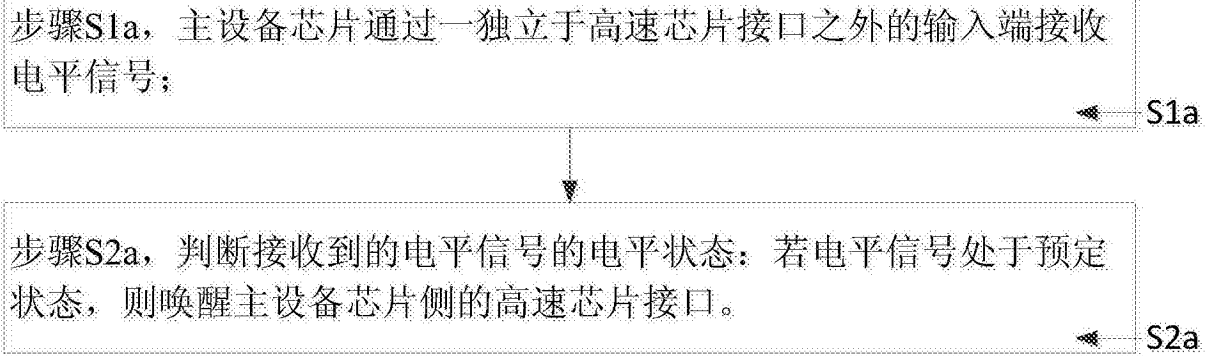 步骤S1a，主设备芯片通过一独立于高速芯片接口之外的输入端接收
电平信号；
S1a
步骤S2a，判断接收到的电平信号的电平状态：若电平信号处于预定
状态，则唤醒主设备芯片侧的高速芯片接口。
S2a